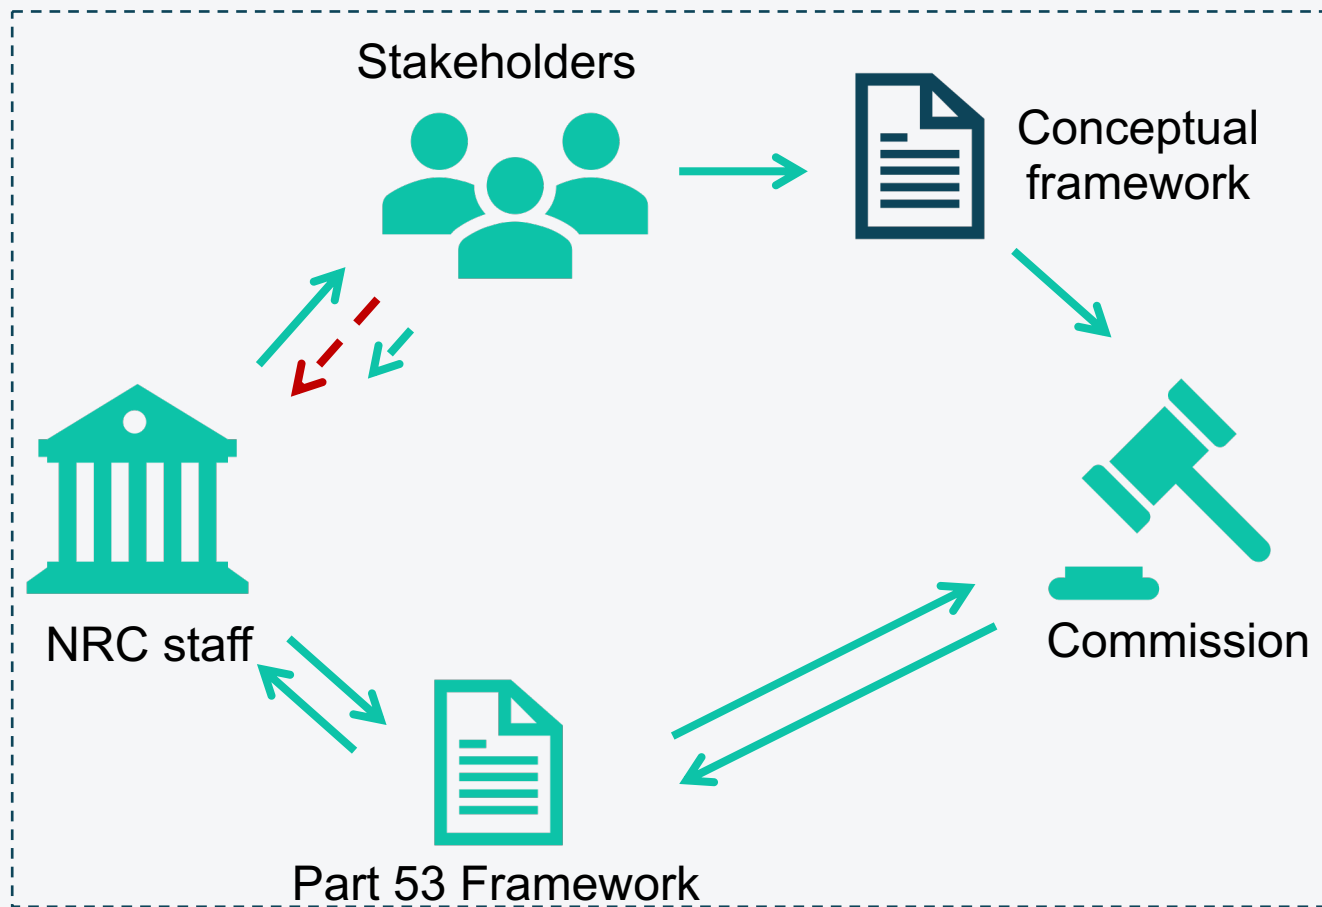 Stakeholders
Conceptual
framework
NRC staff
Commission
Part 53 Framework